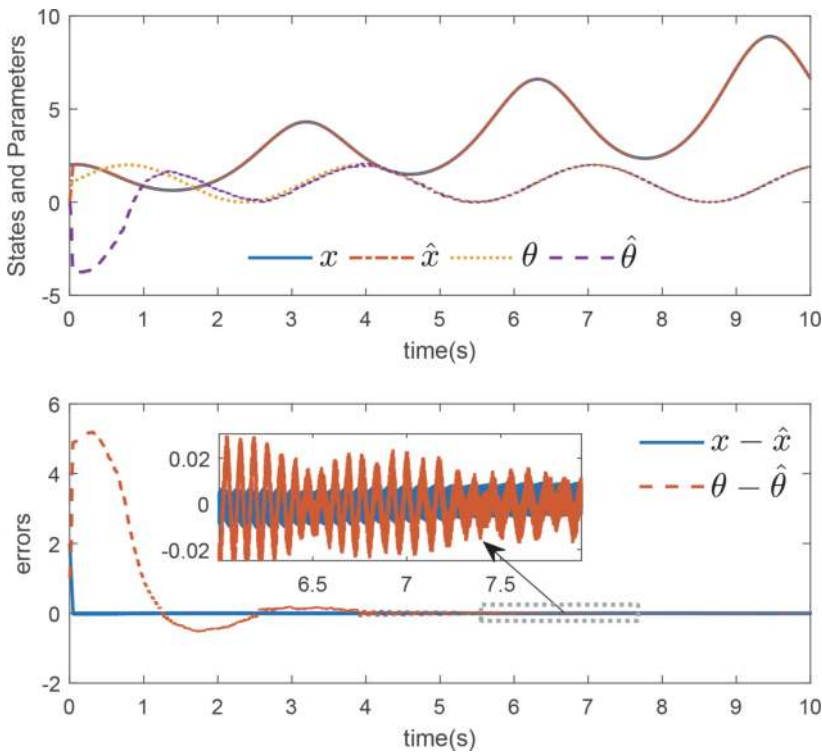 10
5
0
-5
States and Parameters
x x̂ θ θ̂
0 1 2 3 4 5 6 7 8 9 10
time(s)
6
4
2
0
-2
errors
0.02
0
-0.02
6.5 7 7.5
x − x̂
θ − θ̂
0 1 2 3 4 5 6 7 8 9 10
time(s)